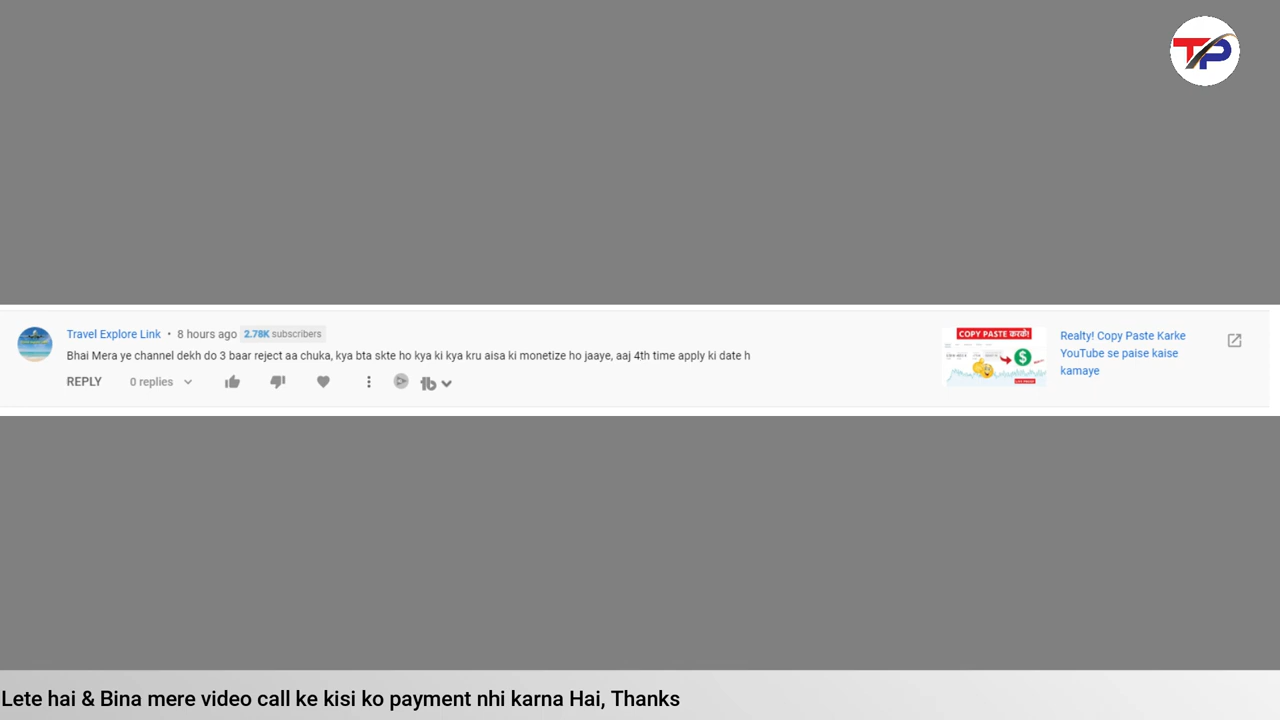 TP
Travel Explore Link • 8 hours ago 2.78K subscribers
Bhai Mera ye channel dekh do 3 baar reject aa chuka, kya bta skte ho kya ki kya kru aisa ki monetize ho jaaye, aaj 4th time apply ki date h
REPLY 0 replies
COPY PASTE करके!
Realty! Copy Paste Karke
YouTube se paise kaise
kamaye
Lete hai & Bina mere video call ke kisi ko payment nhi karna Hai, Thanks